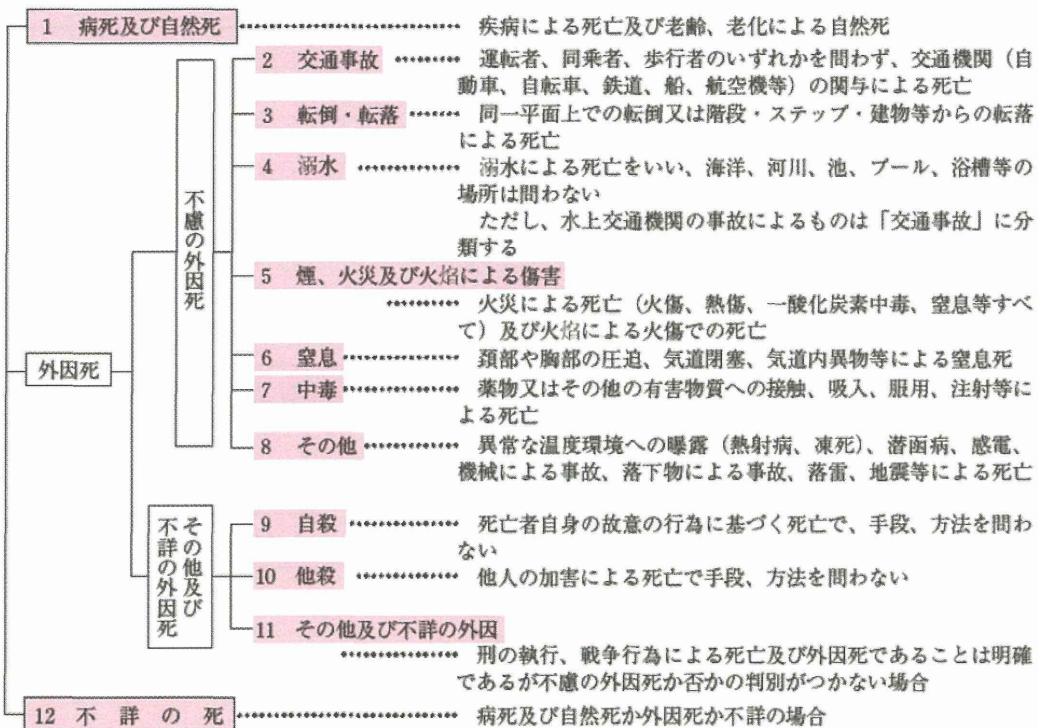 1 病死及び自然死 ………… 疾病による死亡及び老齢、老化による自然死
不慮の外因死
2 交通事故 ………… 運転者、同乗者、歩行者のいずれかを問わず、交通機関（自
動車、自転車、鉄道、船、航空機等）の関与による死亡
3 転倒・転落 ………… 同一平面上での転倒又は階段・ステップ・建物等からの転落
による死亡
4 溺水 ………… 溺水による死亡をいい、海洋、河川、池、プール、浴槽等の
場所は問わない
ただし、水上交通機関の事故によるものは「交通事故」に分
類する
5 煙、火災及び火焰による傷害
………… 火災による死亡（火傷、熱傷、一酸化炭素中毒、窒息等すべ
て）及び火焰による火傷での死亡
外因死
6 窒息 ………… 頚部や胸部の圧迫、気道閉塞、気道内異物等による窒息死
7 中毒 ………… 薬物又はその他の有害物質への接触、吸入、服用、注射等に
よる死亡
8 その他 ………… 異常な温度環境への曝露（熱射病、凍死）、潜函病、感電、
機械による事故、落下物による事故、落雷、地震等による死亡
その他及び
不詳の外因死
9 自殺 ………… 死亡者自身の故意の行為に基づく死亡で、手段、方法を問わ
ない
10 他殺 ………… 他人の加害による死亡で手段、方法を問わない
11 その他及び不詳の外因
………… 刑の執行、戦争行為による死亡及び外因死であることは明確
であるが不慮の外因死か否かの判別がつかない場合
12 不詳の死 ………… 病死及び自然死か外因死か不詳の場合